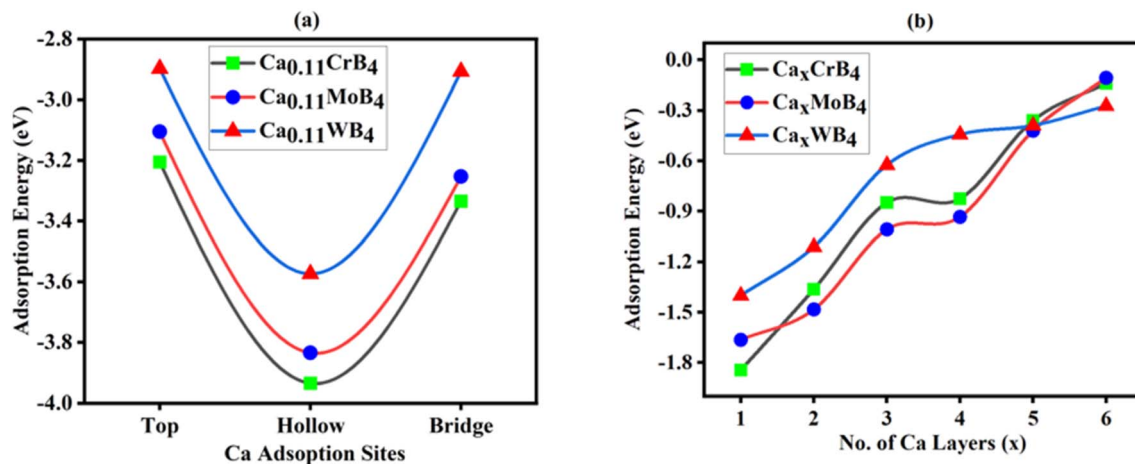 (a)
Adsorption Energy (eV)
-2.8
-3.0
-3.2
-3.4
-3.6
-3.8
-4.0
Ca0.11CrB4
Ca0.11MoB4
Ca0.11WB4
Top Hollow Bridge
Ca Adsoption Sites
(b)
Adsorption Energy (eV)
0.0
-0.3
-0.6
-0.9
-1.2
-1.5
-1.8
CaxCrB4
CaxMoB4
CaxWB4
1 2 3 4 5 6
No. of Ca Layers (x)